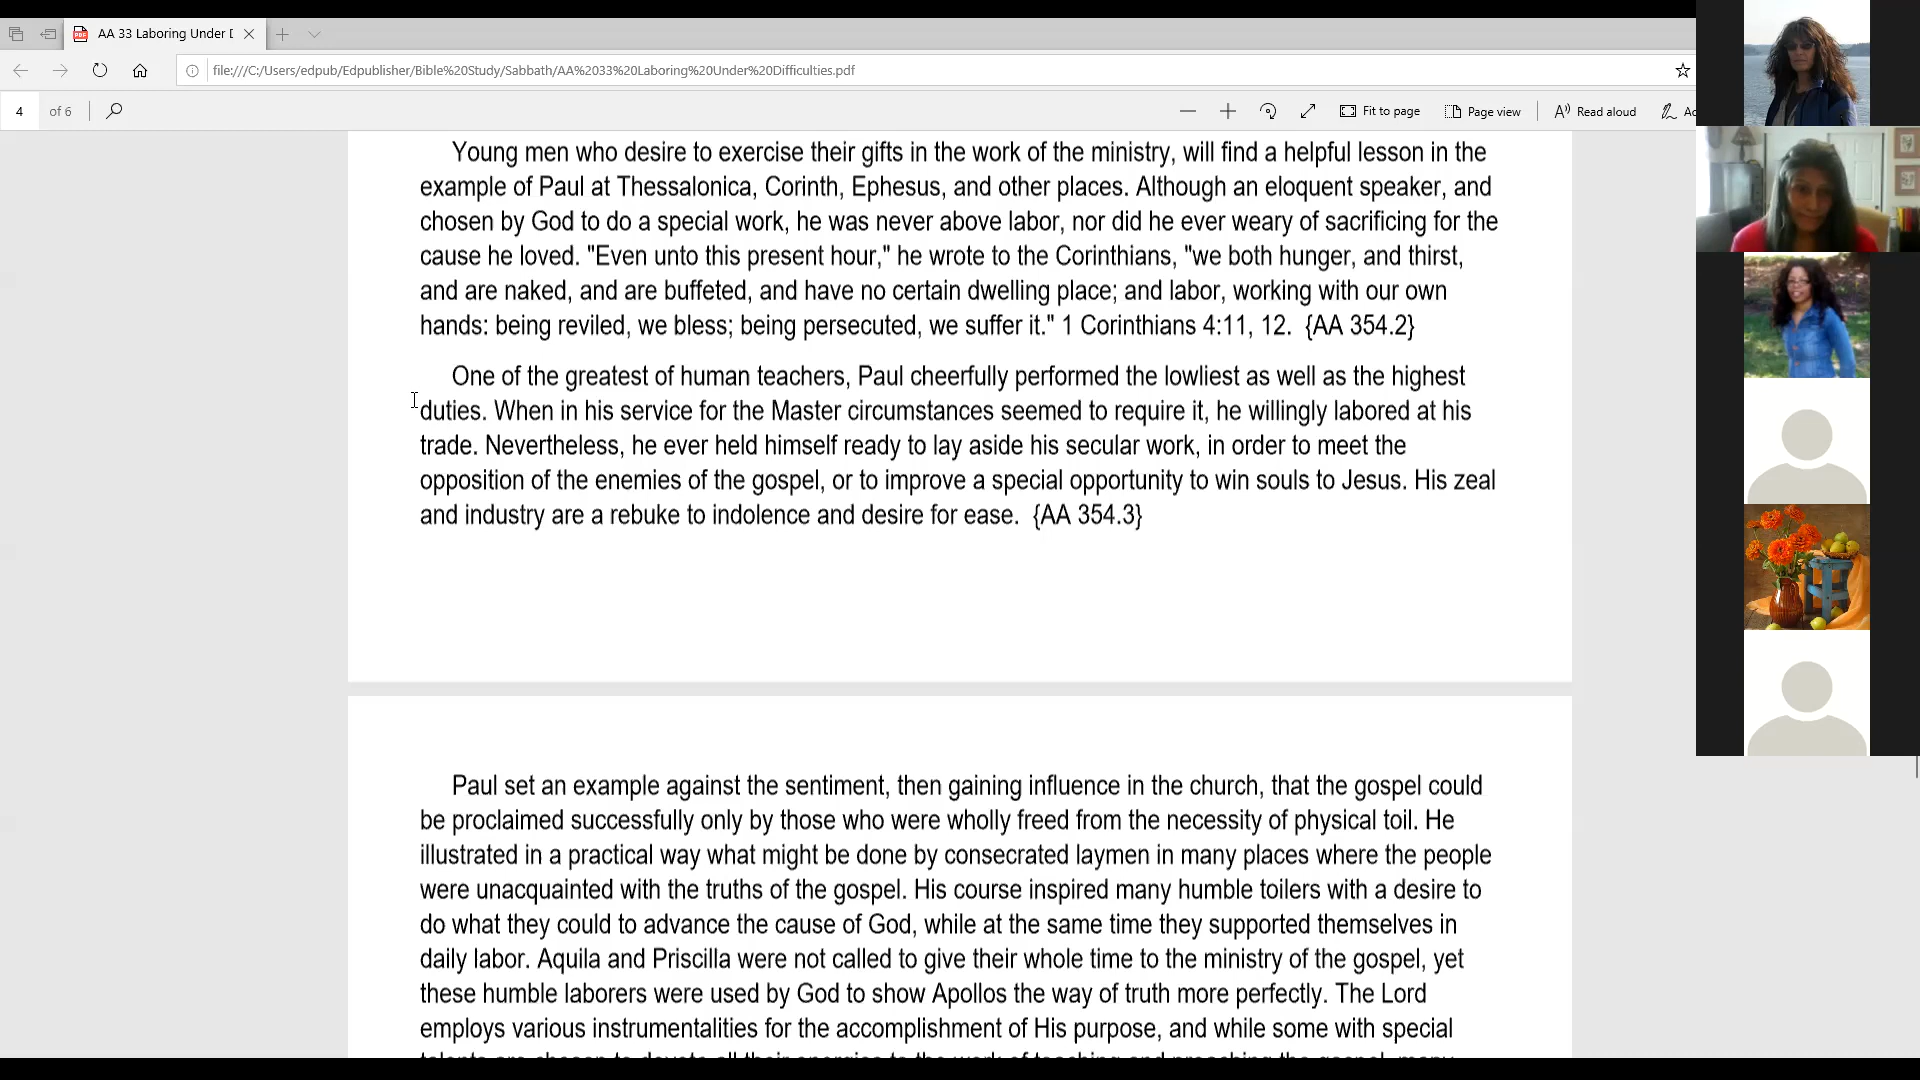 AA 33 Laboring Under D
file:///C:/Users/edpub/Edpublisher/Bible%20Study/Sabbath/AA%2033%20Laboring%20Under%20Difficulties.pdf
4 of 6
Fit to page Page view Read aloud
Young men who desire to exercise their gifts in the work of the ministry, will find a helpful lesson in the
example of Paul at Thessalonica, Corinth, Ephesus, and other places. Although an eloquent speaker, and
chosen by God to do a special work, he was never above labor, nor did he ever weary of sacrificing for the
cause he loved. "Even unto this present hour," he wrote to the Corinthians, "we both hunger, and thirst,
and are naked, and are buffeted, and have no certain dwelling place; and labor, working with our own
hands: being reviled, we bless; being persecuted, we suffer it." 1 Corinthians 4:11, 12. {AA 354.2}
One of the greatest of human teachers, Paul cheerfully performed the lowliest as well as the highest
duties. When in his service for the Master circumstances seemed to require it, he willingly labored at his
trade. Nevertheless, he ever held himself ready to lay aside his secular work, in order to meet the
opposition of the enemies of the gospel, or to improve a special opportunity to win souls to Jesus. His zeal
and industry are a rebuke to indolence and desire for ease. {AA 354.3}
Paul set an example against the sentiment, then gaining influence in the church, that the gospel could
be proclaimed successfully only by those who were wholly freed from the necessity of physical toil. He
illustrated in a practical way what might be done by consecrated laymen in many places where the people
were unacquainted with the truths of the gospel. His course inspired many humble toilers with a desire to
do what they could to advance the cause of God, while at the same time they supported themselves in
daily labor. Aquila and Priscilla were not called to give their whole time to the ministry of the gospel, yet
these humble laborers were used by God to show Apollos the way of truth more perfectly. The Lord
employs various instrumentalities for the accomplishment of His purpose, and while some with special
talents are chosen to devote all their energies to the work of teaching and preaching the gospel, many